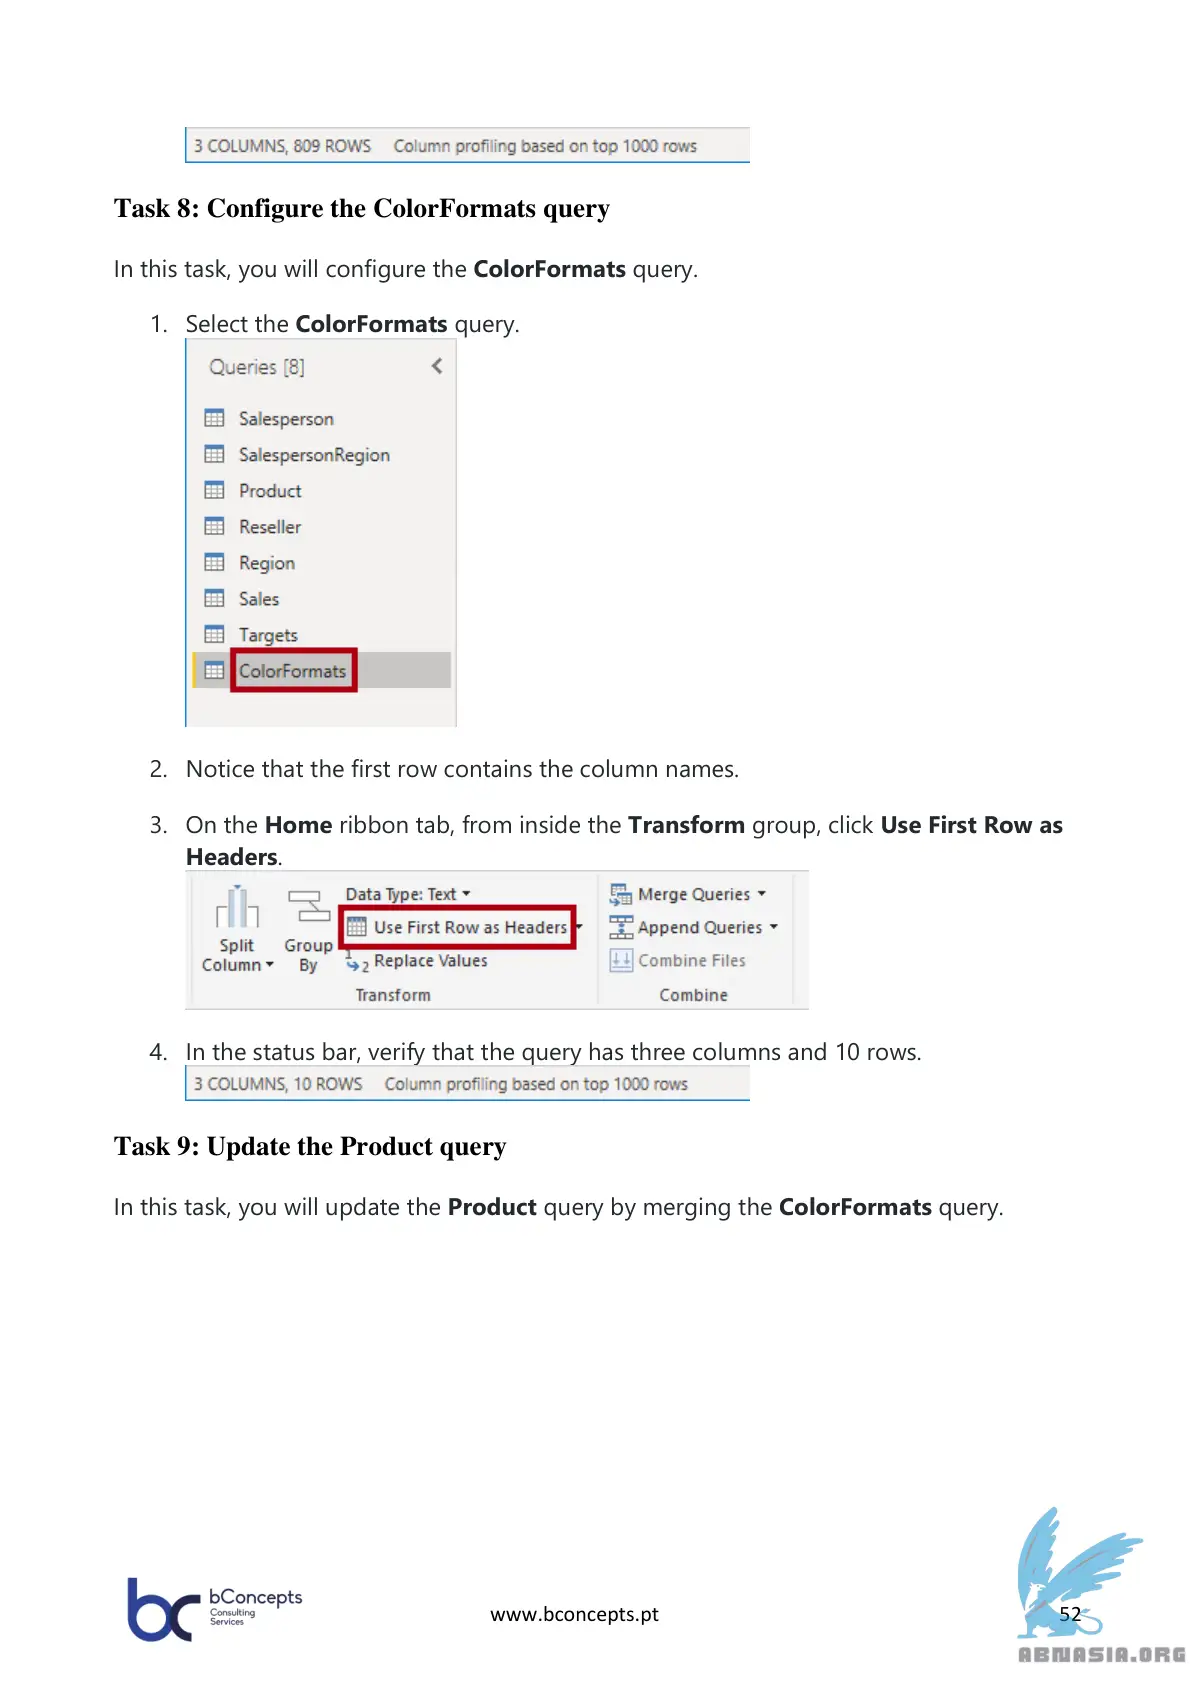 3 COLUMNS, 809 ROWS Column profiling based on top 1000 rows
Task 8: Configure the ColorFormats query
In this task, you will configure the ColorFormats query.
1. Select the ColorFormats query.
Queries [8]
Salesperson
SalespersonRegion
Product
Reseller
Region
Sales
Targets
ColorFormats
2. Notice that the first row contains the column names.
3. On the Home ribbon tab, from inside the Transform group, click Use First Row as
Headers.
Data Type: Text
Merge Queries
Use First Row as Headers
Append Queries
Split
Column
Group
By
1 2 Replace Values
Combine Files
Transform
Combine
4. In the status bar, verify that the query has three columns and 10 rows.
3 COLUMNS, 10 ROWS Column profiling based on top 1000 rows
Task 9: Update the Product query
In this task, you will update the Product query by merging the ColorFormats query.
bc bConcepts
Consulting
Services
www.bconcepts.pt
52
ABNASIA.ORG